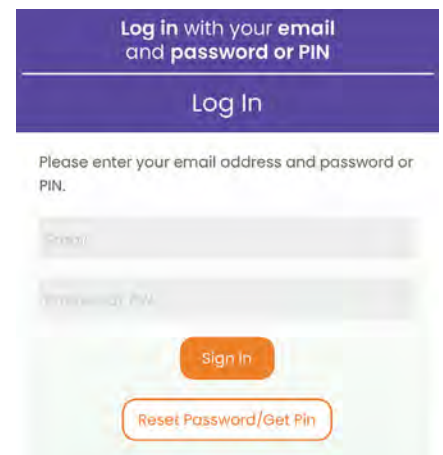 Log in with your email
and password or PIN
Log In
Please enter your email address and password or
PIN.
Email
Password/ PIN
Sign In
Reset Password/Get Pin